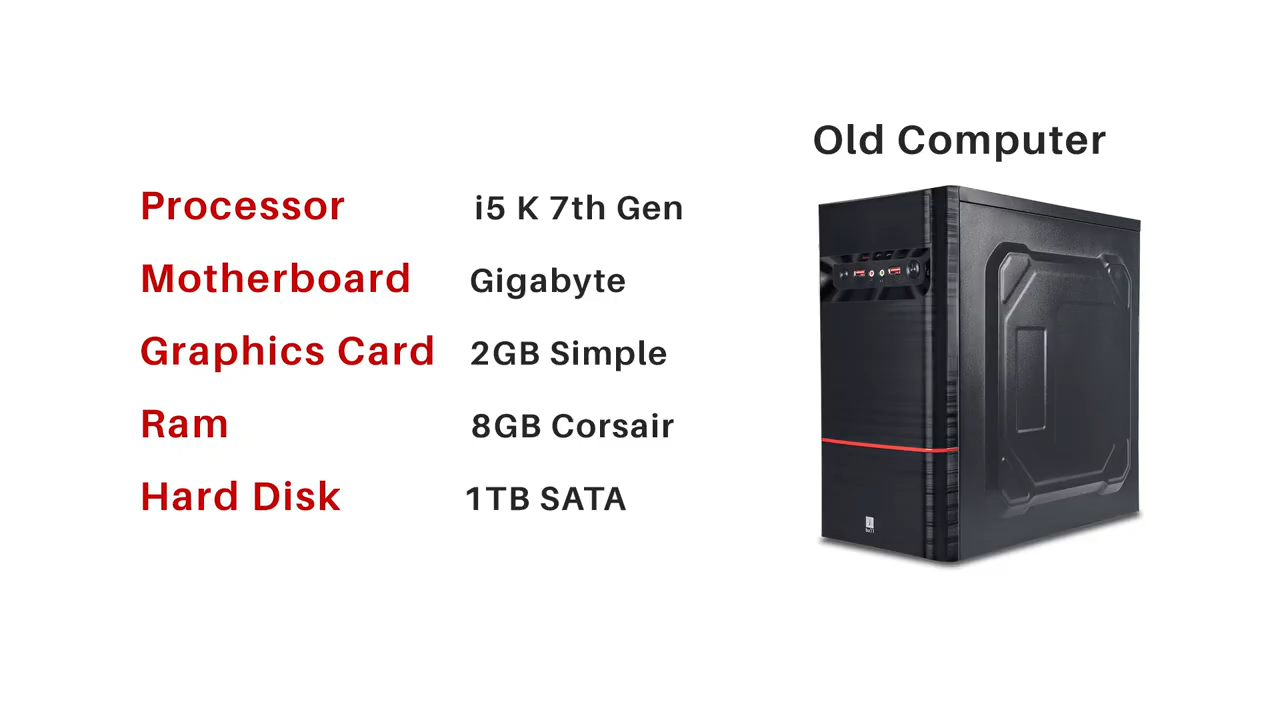 Old Computer
Processor i5 K 7th Gen
Motherboard Gigabyte
Graphics Card 2GB Simple
Ram 8GB Corsair
Hard Disk 1TB SATA